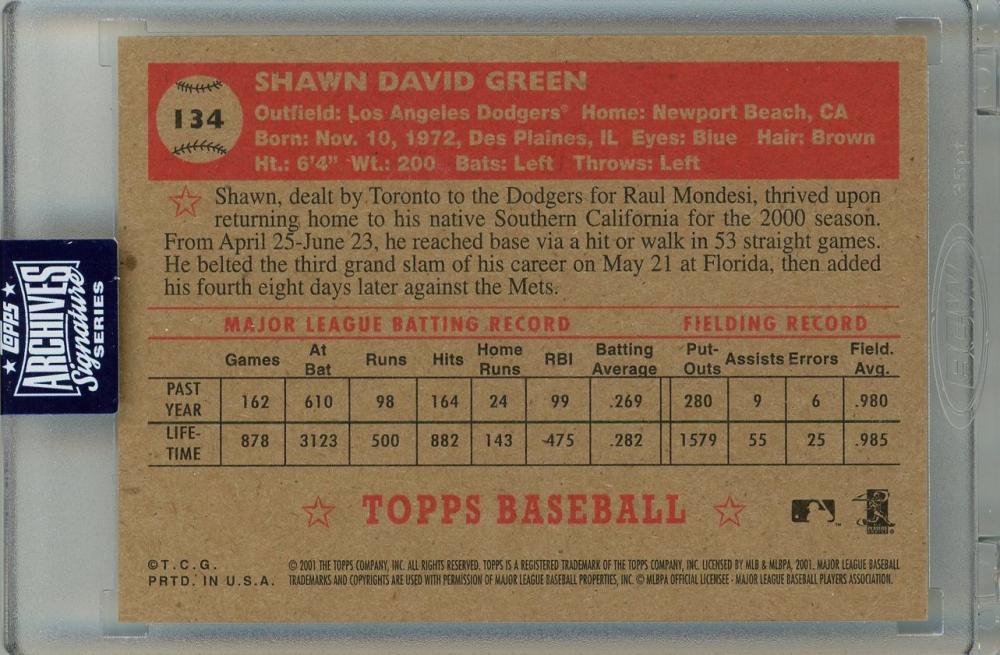 134
SHAWN DAVID GREEN
Outfield: Los Angeles Dodgers® Home: Newport Beach, CA
Born: Nov. 10, 1972, Des Plaines, IL Eyes: Blue Hair: Brown
Ht.: 6'4" Wt.: 200 Bats: Left Throws: Left
Shawn, dealt by Toronto to the Dodgers for Raul Mondesi, thrived upon
returning home to his native Southern California for the 2000 season.
From April 25-June 23, he reached base via a hit or walk in 53 straight games.
He belted the third grand slam of his career on May 21 at Florida, then added
his fourth eight days later against the Mets.
MAJOR LEAGUE BATTING RECORD FIELDING RECORD
Games At Bat Runs Hits Home Runs RBI Batting Average Put-Outs Assists Errors Field. Avg.
PAST YEAR 162 610 98 164 24 99 .269 280 9 6 .980
LIFE-TIME 878 3123 500 882 143 475 .282 1579 55 25 .985
TOPPS BASEBALL
©T.C.G.
PRTD. IN U.S.A.
© 2001 THE TOPPS COMPANY, INC. ALL RIGHTS RESERVED. TOPPS IS A REGISTERED TRADEMARK OF THE TOPPS COMPANY, INC. LICENSED BY MLB & MLBPA, 2001. MAJOR LEAGUE BASEBALL
TRADEMARKS AND COPYRIGHTS ARE USED WITH PERMISSION OF MAJOR LEAGUE BASEBALL PROPERTIES, INC. © MLBPA OFFICIAL LICENSEE - MAJOR LEAGUE BASEBALL PLAYERS ASSOCIATION.
TOPPS
ARCHIVES
Signature
SERIES
35pt